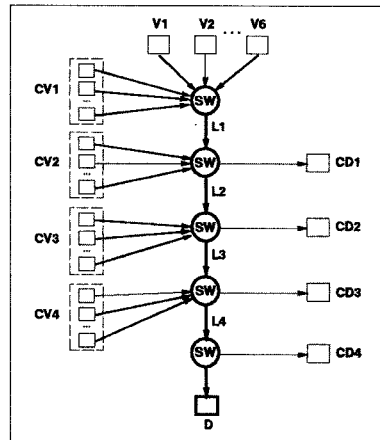 V1 V2 ... V6
CV1 ... SW
L1
CV2 ... SW CD1
L2
CV3 ... SW CD2
L3
CV4 ... SW CD3
L4
SW CD4
D